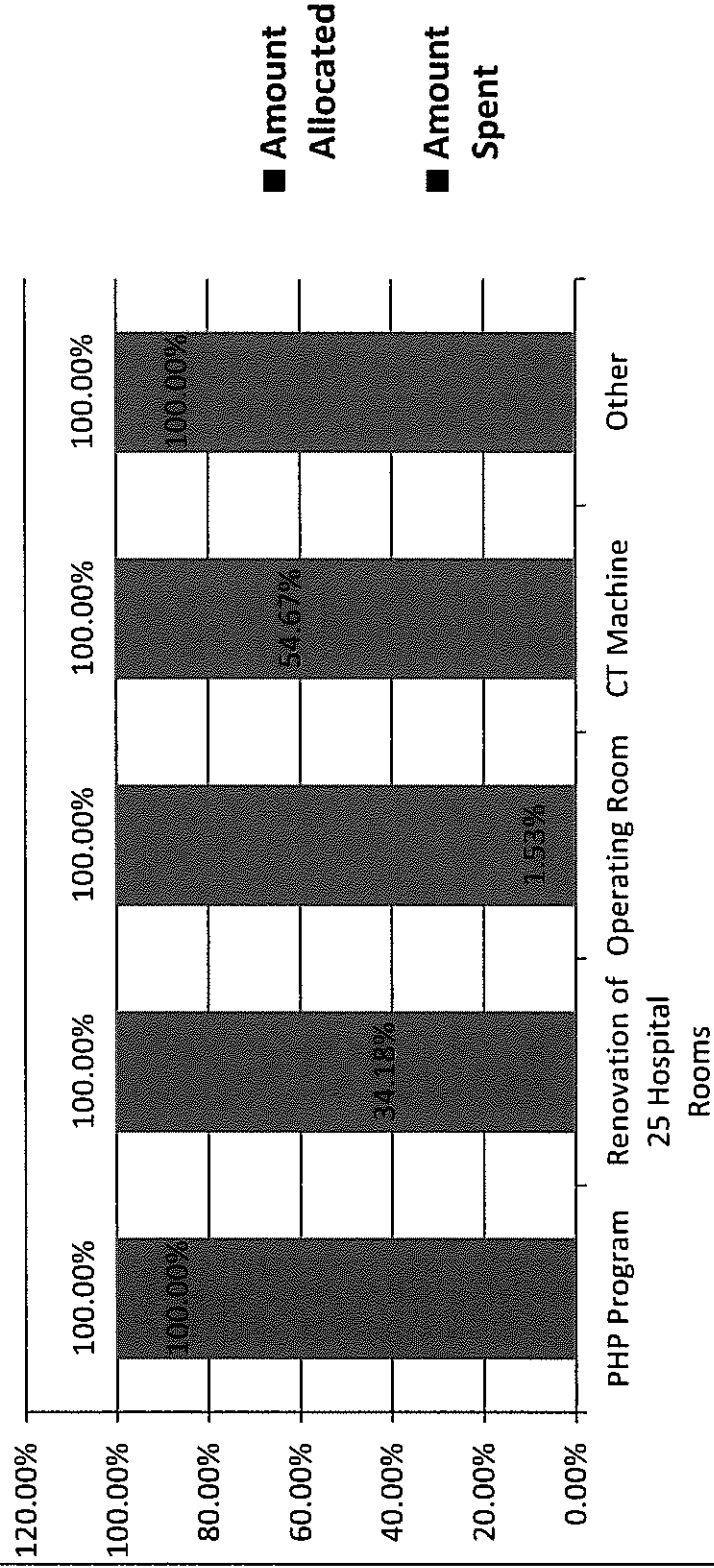 120.00%
100.00%
80.00%
60.00%
40.00%
20.00%
0.00%
100.00%
100.00%
100.00%
100.00%
100.00%
100.00%
34.18%
1.53%
54.67%
100.00%
PHP Program
Renovation of
25 Hospital
Rooms
Operating Room
CT Machine
Other
Amount
Allocated
Amount
Spent